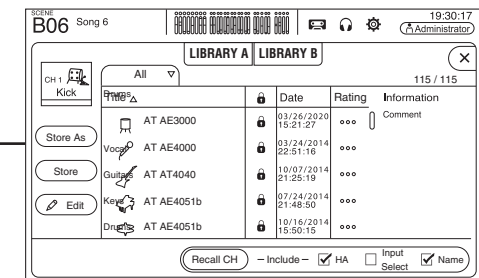 SCENE
B06 Song 6
19:30:17
Administrator
LIBRARY A LIBRARY B
×
CH 1
Kick
All
115 / 115
Drums
Title Date Rating Information
AT AE3000 03/26/2020 15:21:27 Comment
Vocal AT AE4000 03/24/2014 22:51:16
Guitars AT AT4040 10/07/2014 21:25:19
Keys AT AE4051b 07/24/2014 21:48:50
Drums AT AE4051b 10/16/2014 15:50:15
Store As
Store
Edit
Recall CH – Include – HA Input Select Name